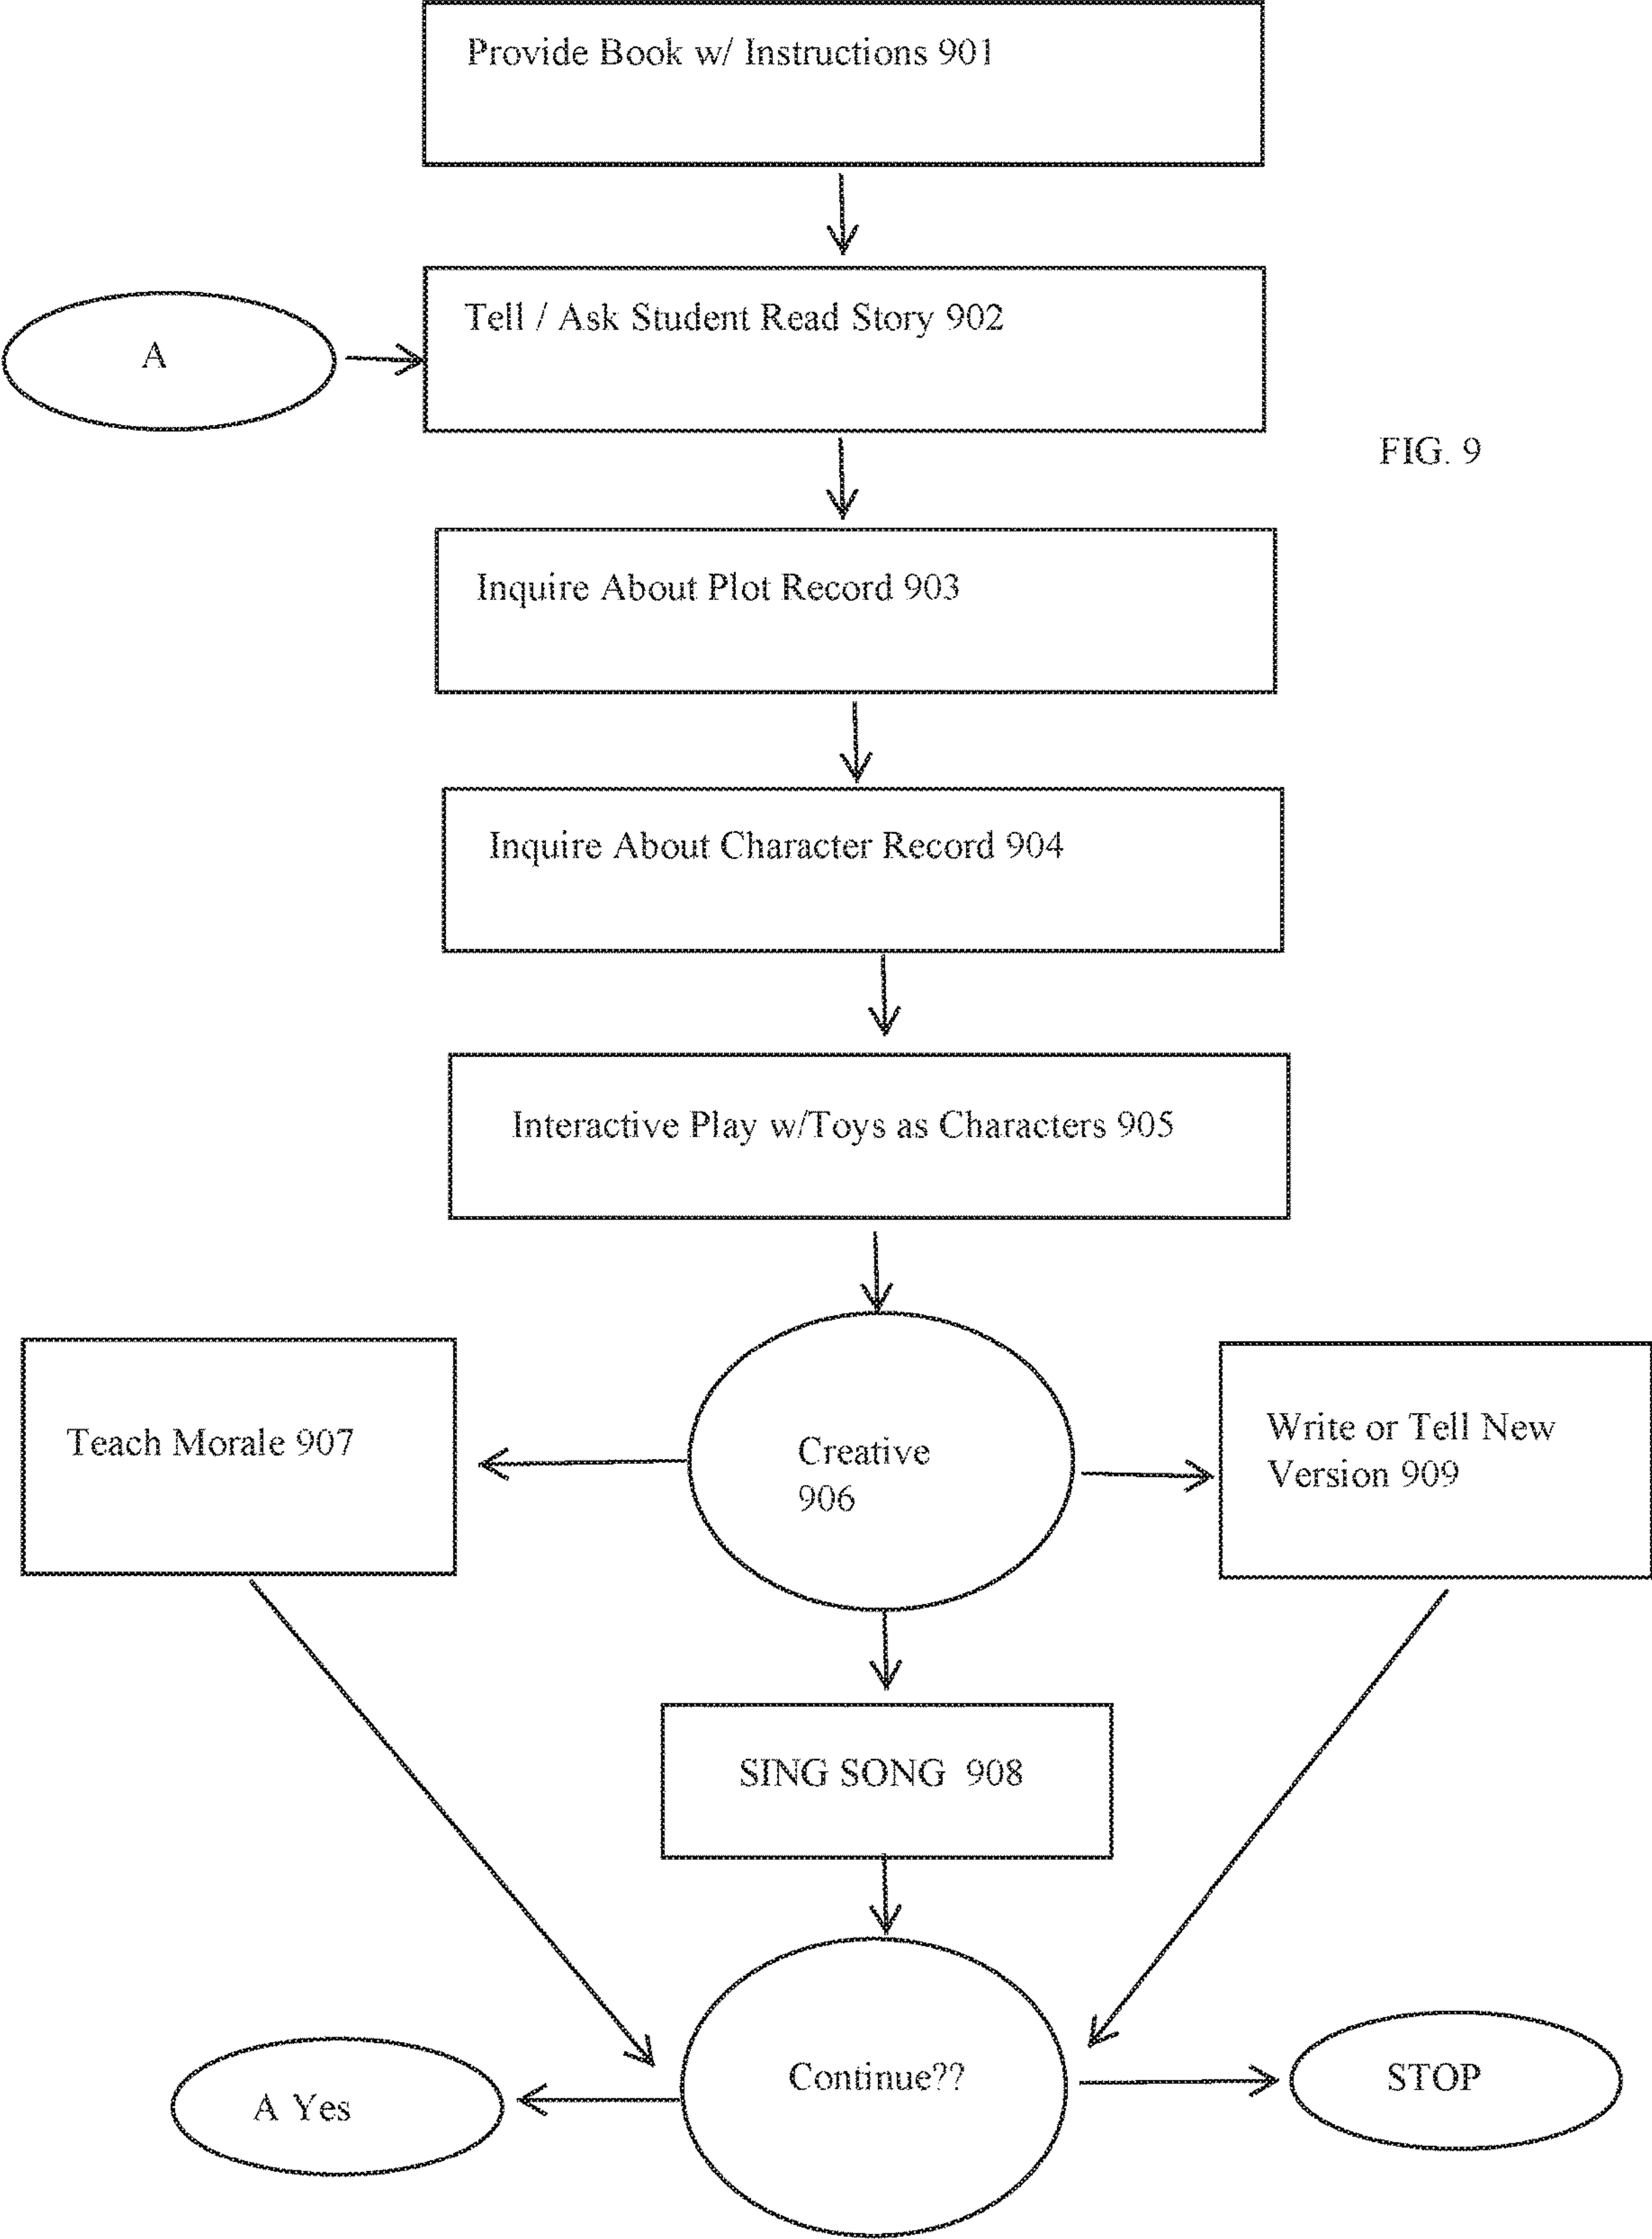 Provide Book w/ Instructions 901
Tell / Ask Student Read Story 902
A
FIG. 9
Inquire About Plot Record 903
Inquire About Character Record 904
Interactive Play w/Toys as Characters 905
Teach Morale 907
Creative
906
Write or Tell New
Version 909
SING SONG 908
Continue??
A Yes
STOP